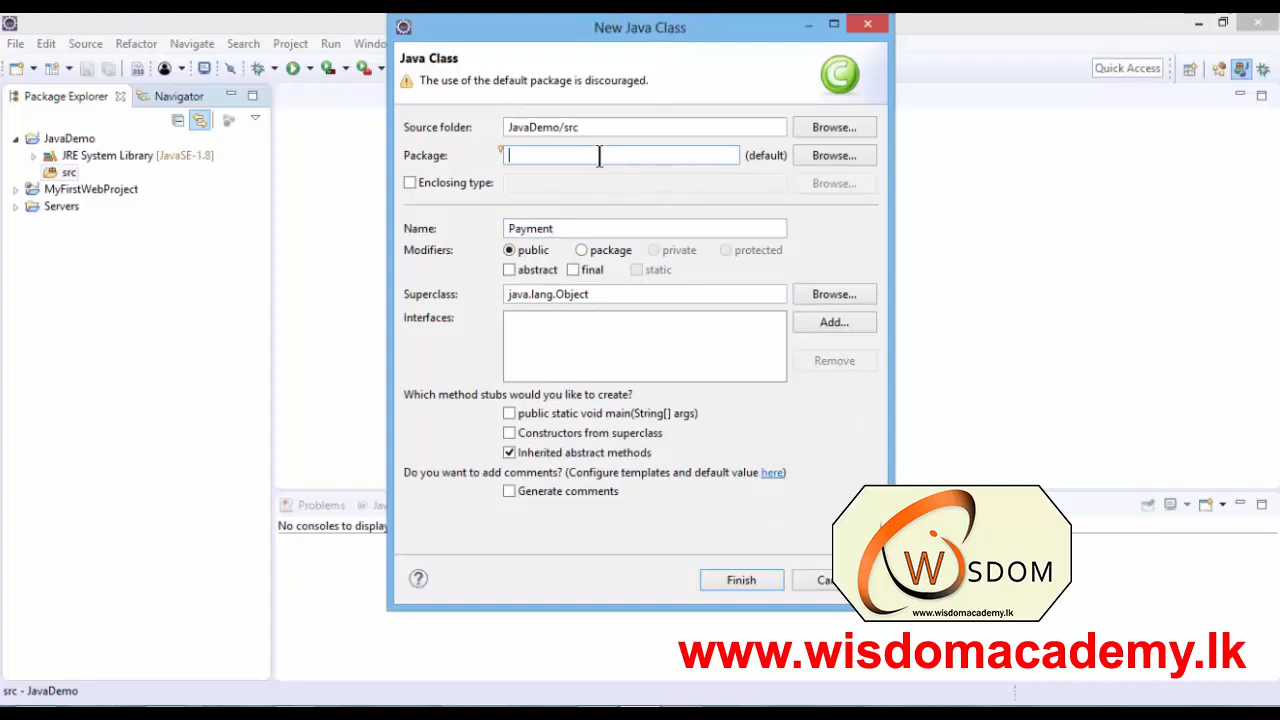 New Java Class
File Edit Source Refactor Navigate Search Project Run
Java Class
The use of the default package is discouraged.
Quick Access
Package Explorer Navigator
Source folder: JavaDemo/src Browse...
JavaDemo
Package: (default) Browse...
JRE System Library [JavaSE-1.8]
src
Enclosing type: Browse...
MyFirstWebProject
Servers
Name: Payment
Modifiers: public package private protected
abstract final static
Superclass: java.lang.Object Browse...
Interfaces: Add...
Remove
Which method stubs would you like to create?
public static void main(String[] args)
Constructors from superclass
Inherited abstract methods
Do you want to add comments? (Configure templates and default value here)
Generate comments
Problems
No consoles to display
? Finish
WISDOM
www.wisdomacademy.lk
www.wisdomacademy.lk
src - JavaDemo